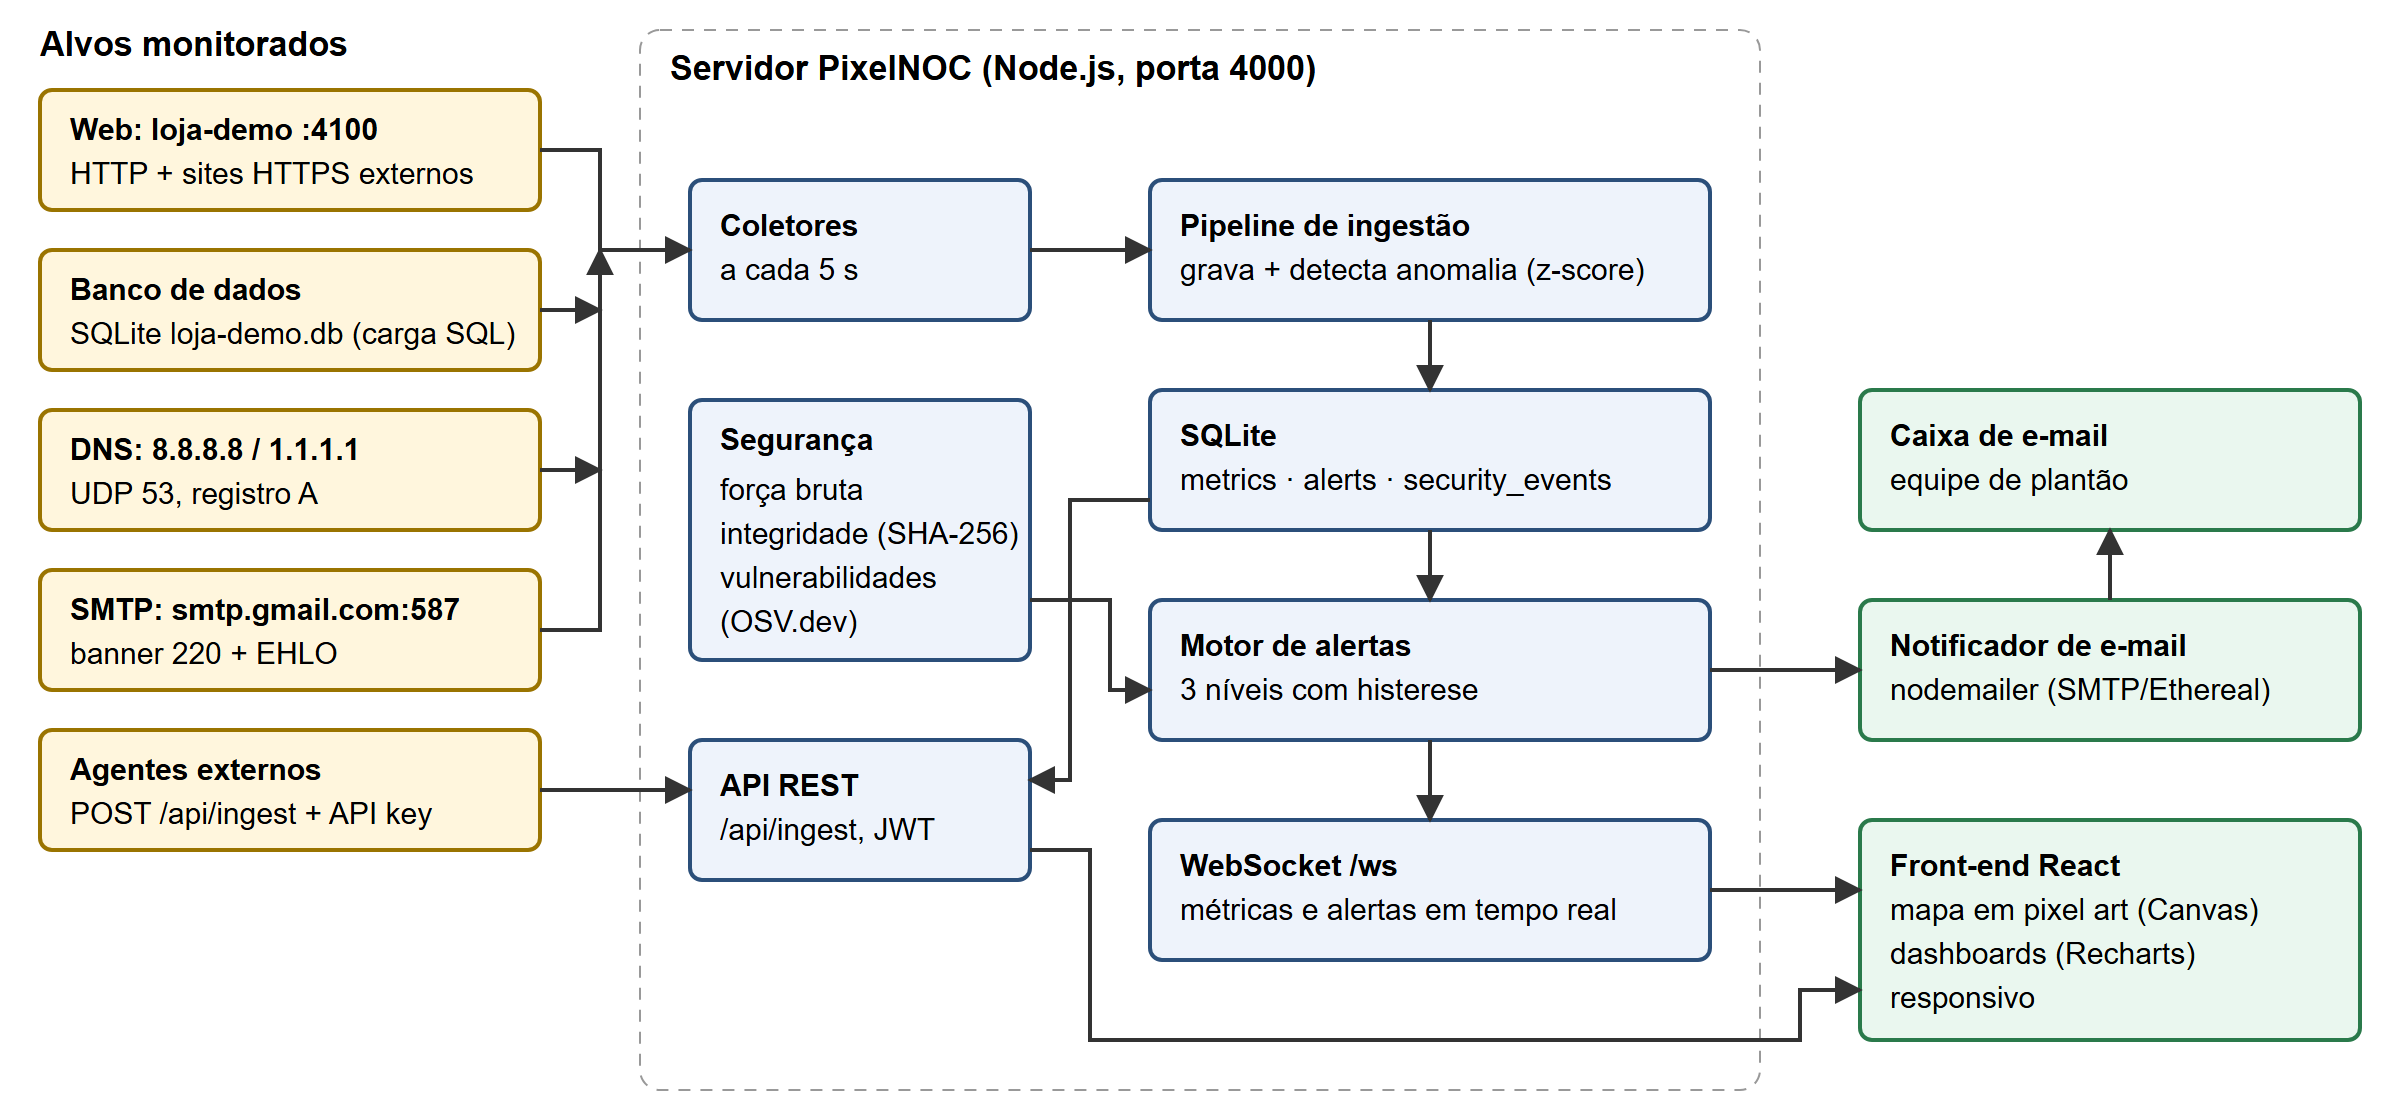 Alvos monitorados
Web: loja-demo :4100
HTTP + sites HTTPS externos
Banco de dados
SQLite loja-demo.db (carga SQL)
DNS: 8.8.8.8 / 1.1.1.1
UDP 53, registro A
SMTP: smtp.gmail.com:587
banner 220 + EHLO
Agentes externos
POST /api/ingest + API key
Servidor PixelNOC (Node.js, porta 4000)
Coletores
a cada 5 s
Pipeline de ingestão
grava + detecta anomalia (z-score)
Segurança
força bruta
integridade (SHA-256)
vulnerabilidades
(OSV.dev)
SQLite
metrics · alerts · security_events
Motor de alertas
3 níveis com histerese
API REST
/api/ingest, JWT
WebSocket /ws
métricas e alertas em tempo real
Caixa de e-mail
equipe de plantão
Notificador de e-mail
nodemailer (SMTP/Ethereal)
Front-end React
mapa em pixel art (Canvas)
dashboards (Recharts)
responsivo